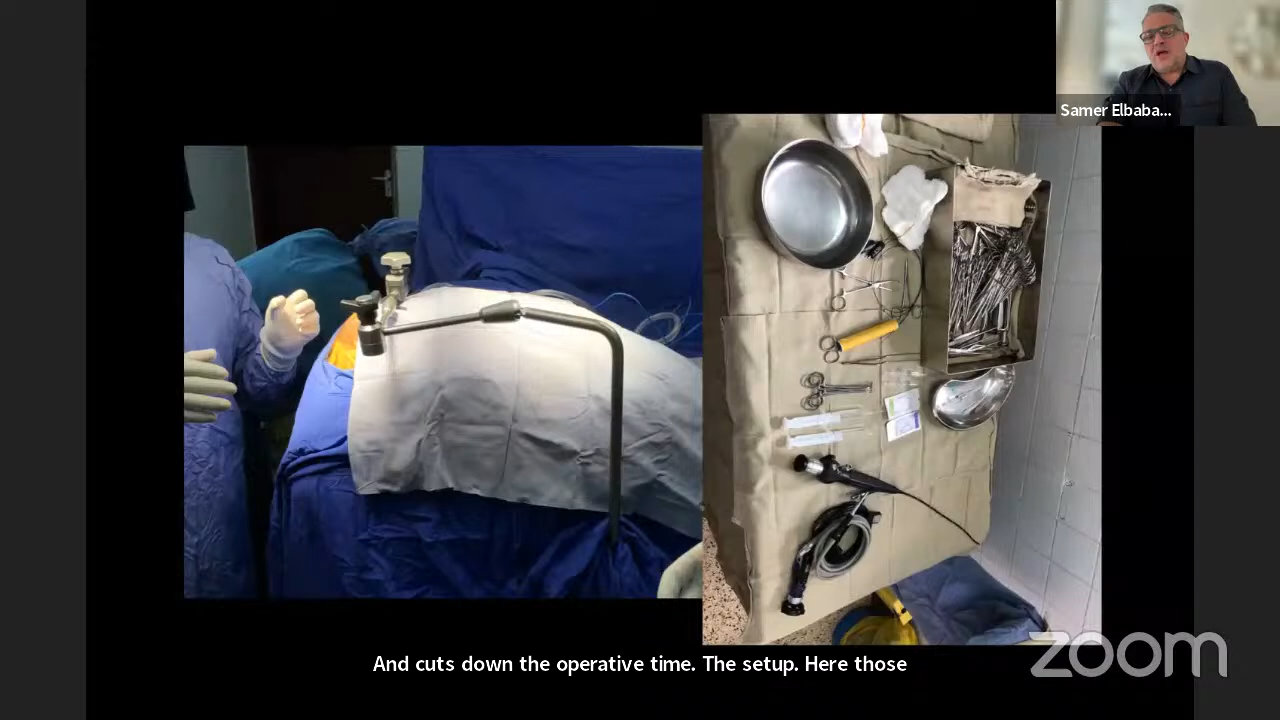 Samer Elbaba...
And cuts down the operative time. The setup. Here those
zoom